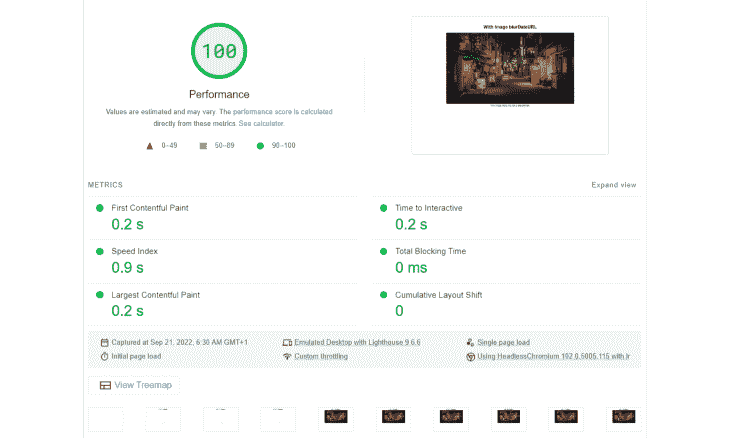 100
Performance
Values are estimated and may vary. The performance score is calculated
directly from these metrics. See calculator.
0–49
50–89
90–100
With Image blurDataURL
METRICS
Expand view
First Contentful Paint
0.2 s
Time to Interactive
0.2 s
Speed Index
0.9 s
Total Blocking Time
0 ms
Largest Contentful Paint
0.2 s
Cumulative Layout Shift
0
Captured at Sep 21, 2022, 6:30 AM GMT+1
Emulated Desktop with Lighthouse 9.6.6
Single page load
Initial page load
Custom throttling
Using HeadlessChromium 102.0.5005.115 with lr
View Treemap